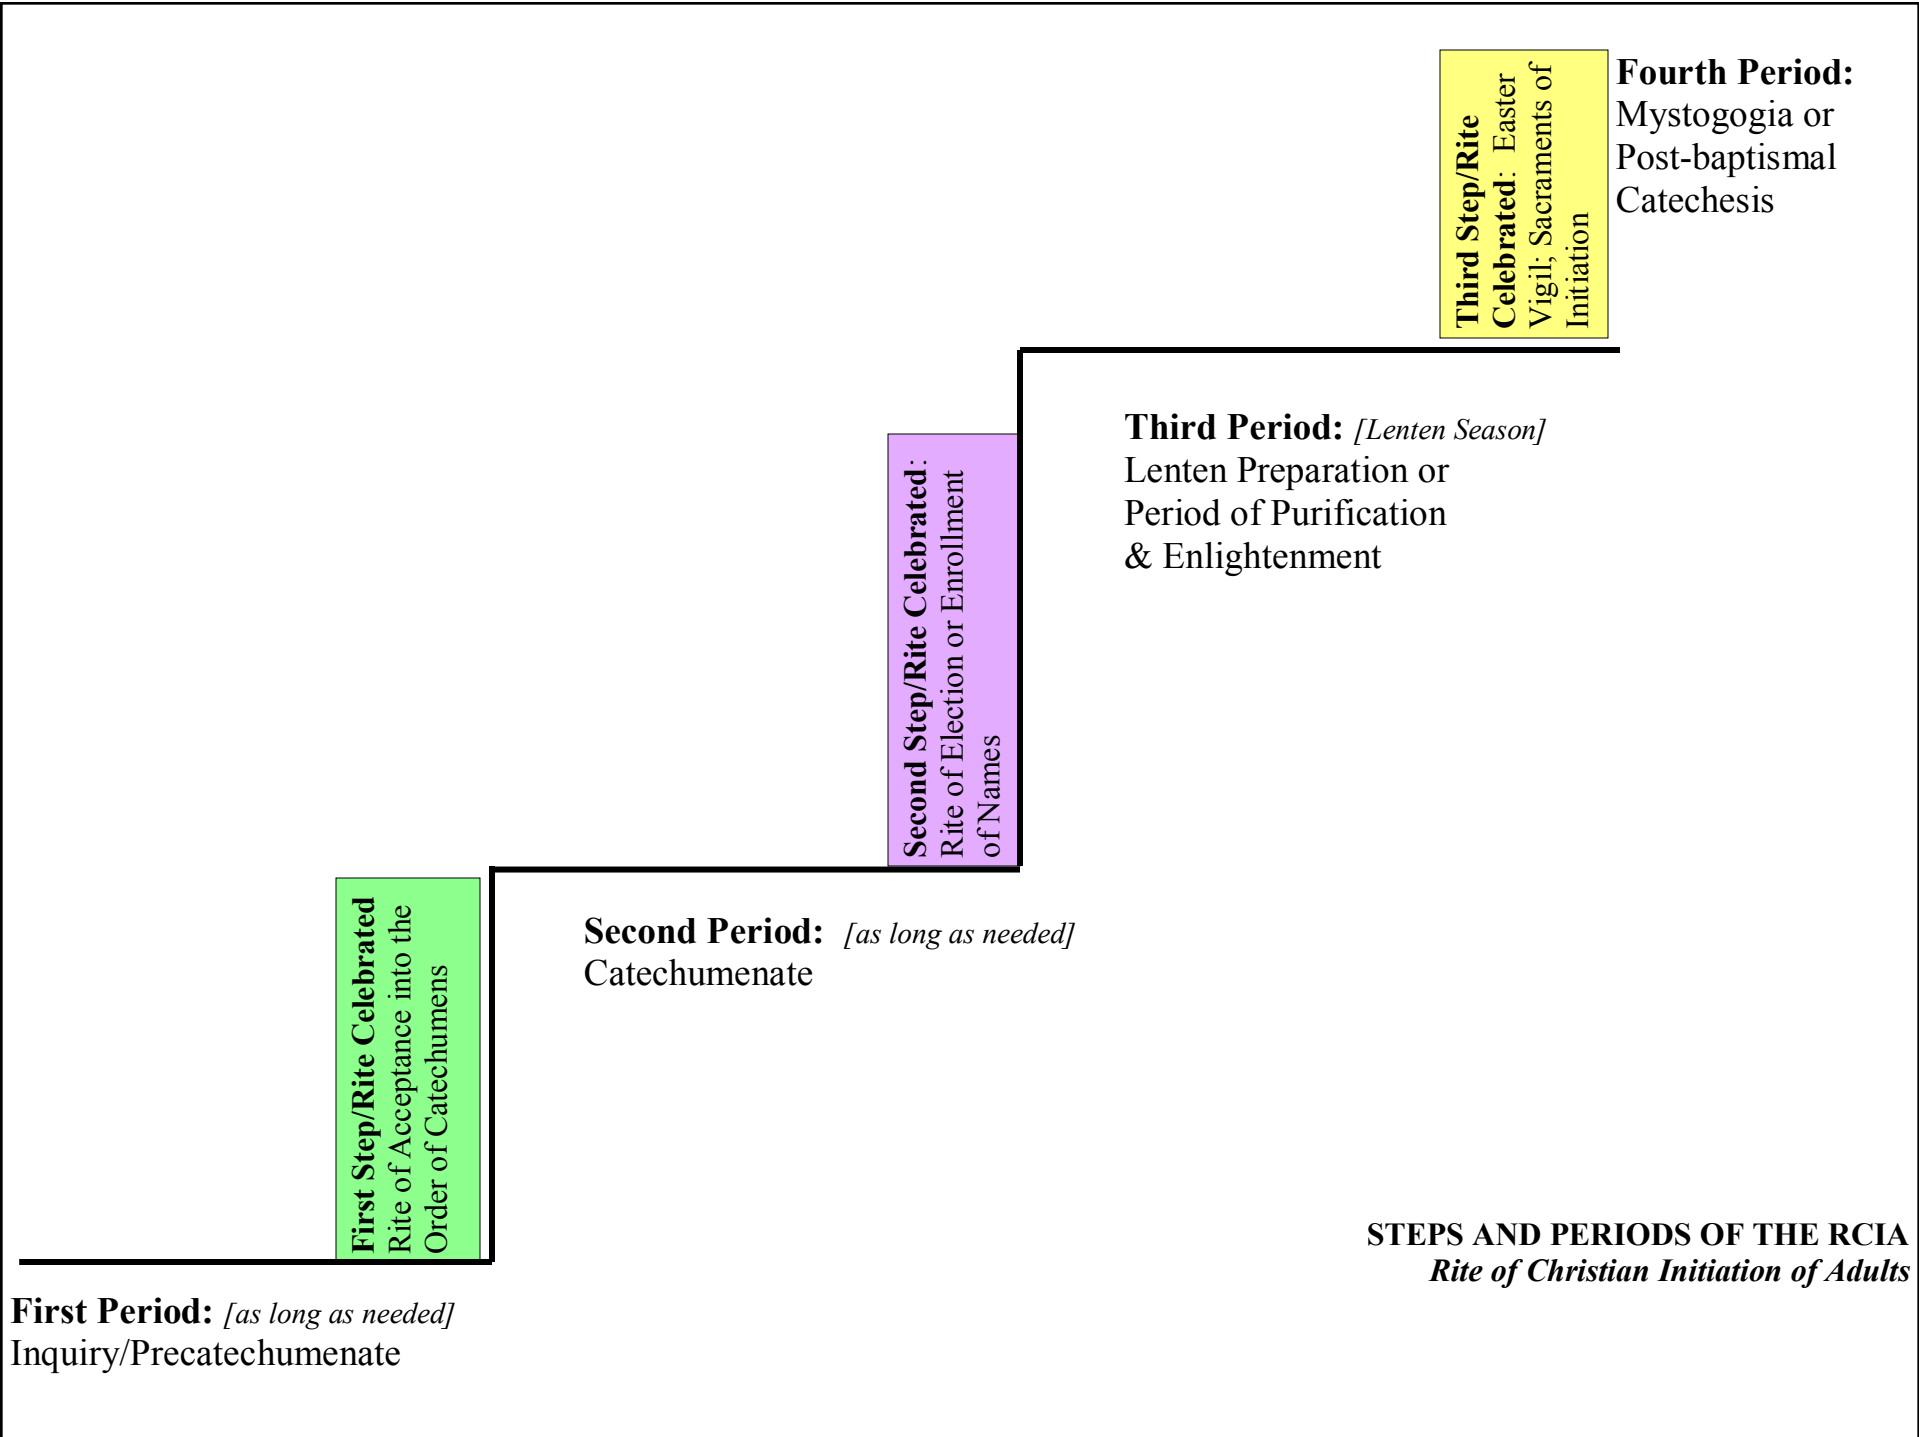 First Period: [as long as needed]
Inquiry/Precatechumenate
First Step/Rite Celebrated
Rite of Acceptance into the
Order of Catechumens
Second Period: [as long as needed]
Catechumenate
Second Step/Rite Celebrated:
Rite of Election or Enrollment
of Names
Third Period: [Lenten Season]
Lenten Preparation or
Period of Purification
& Enlightenment
Third Step/Rite
Celebrated: Easter
Vigil; Sacraments of
Initiation
Fourth Period:
Mystogogia or
Post-baptismal
Catechesis
STEPS AND PERIODS OF THE RCIA
Rite of Christian Initiation of Adults